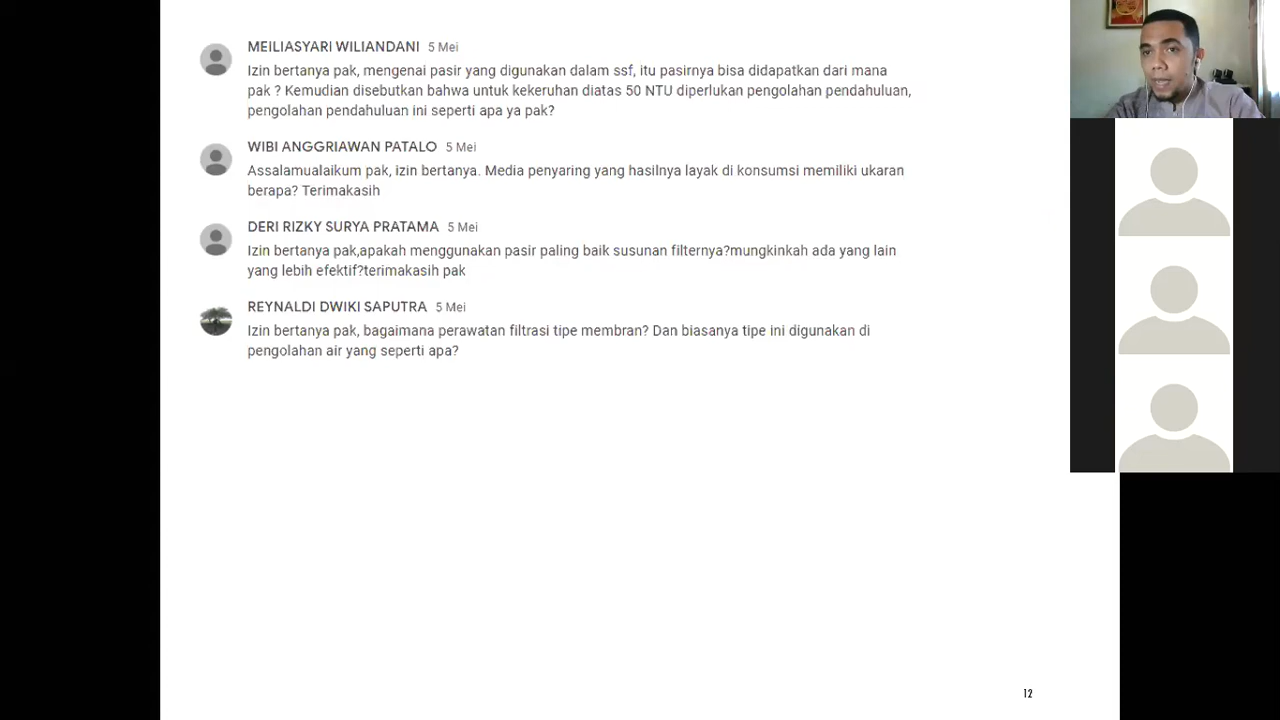 MEILIASYARI WILIANDANI 5 Mei
Izin bertanya pak, mengenai pasir yang digunakan dalam ssf, itu pasirnya bisa didapatkan dari mana
pak ? Kemudian disebutkan bahwa untuk kekeruhan diatas 50 NTU diperlukan pengolahan pendahuluan,
pengolahan pendahuluan ini seperti apa ya pak?
WIBI ANGGRIAWAN PATALO 5 Mei
Assalamualaikum pak, izin bertanya. Media penyaring yang hasilnya layak di konsumsi memiliki ukaran
berapa? Terimakasih
DERI RIZKY SURYA PRATAMA 5 Mei
Izin bertanya pak,apakah menggunakan pasir paling baik susunan filternya?mungkinkah ada yang lain
yang lebih efektif?terimakasih pak
REYNALDI DWIKI SAPUTRA 5 Mei
Izin bertanya pak, bagaimana perawatan filtrasi tipe membran? Dan biasanya tipe ini digunakan di
pengolahan air yang seperti apa?
12